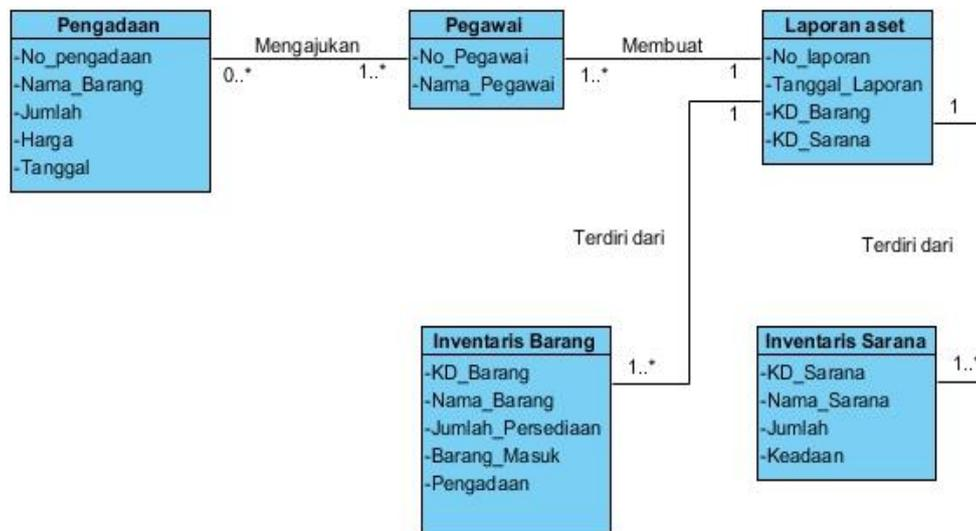 Pengadaan
-No_pengadaan
-Nama_Barang
-Jumlah
-Harga
-Tanggal
Mengajukan
0..*
1..*
Pegawai
-No_Pegawai
-Nama_Pegawai
Membuat
1..*
1
Laporan aset
-No_laporan
-Tanggal_Laporan
-KD_Barang
-KD_Sarana
1
1
Terdiri dari
Terdiri dari
Inventaris Barang
-KD_Barang
-Nama_Barang
-Jumlah_Persediaan
-Barang_Masuk
-Pengadaan
1..*
Inventaris Sarana
-KD_Sarana
-Nama_Sarana
-Jumlah
-Keadaan
1..*